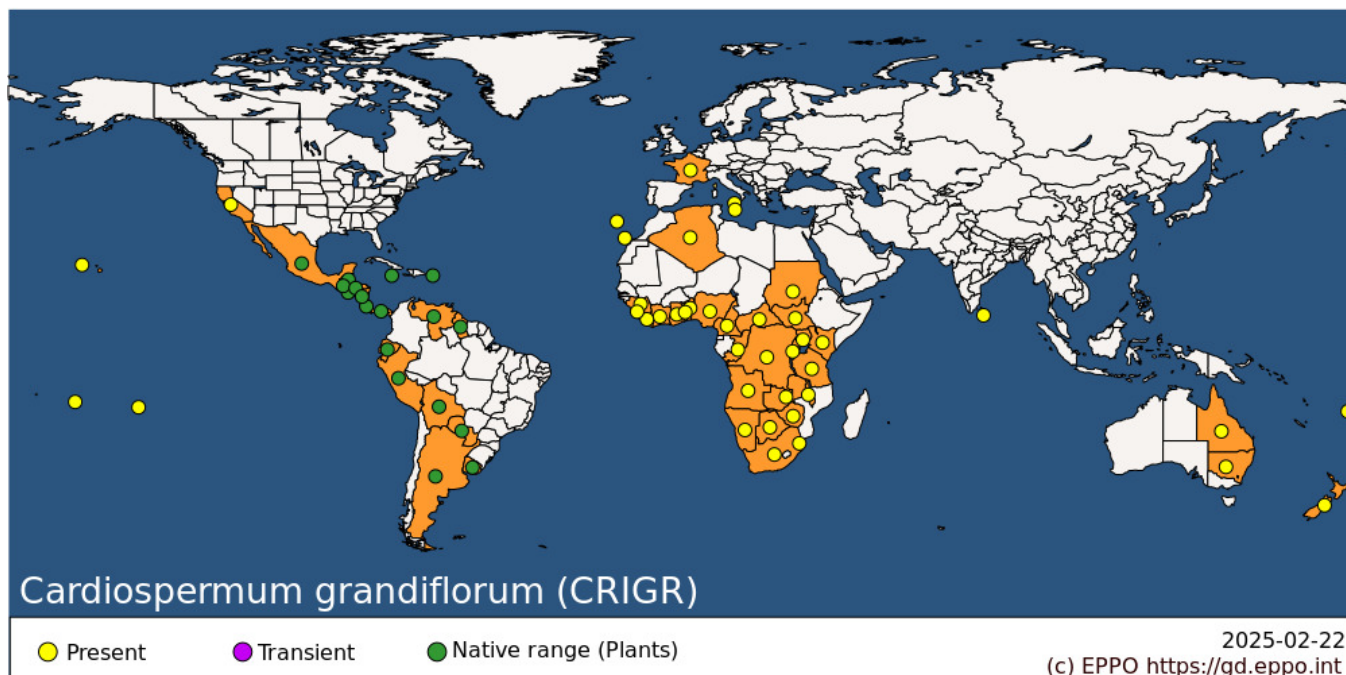 Cardiospermum grandiflorum (CRIGR)
Present
Transient
Native range (Plants)
2025-02-22
(c) EPPO https://gd.eppo.int